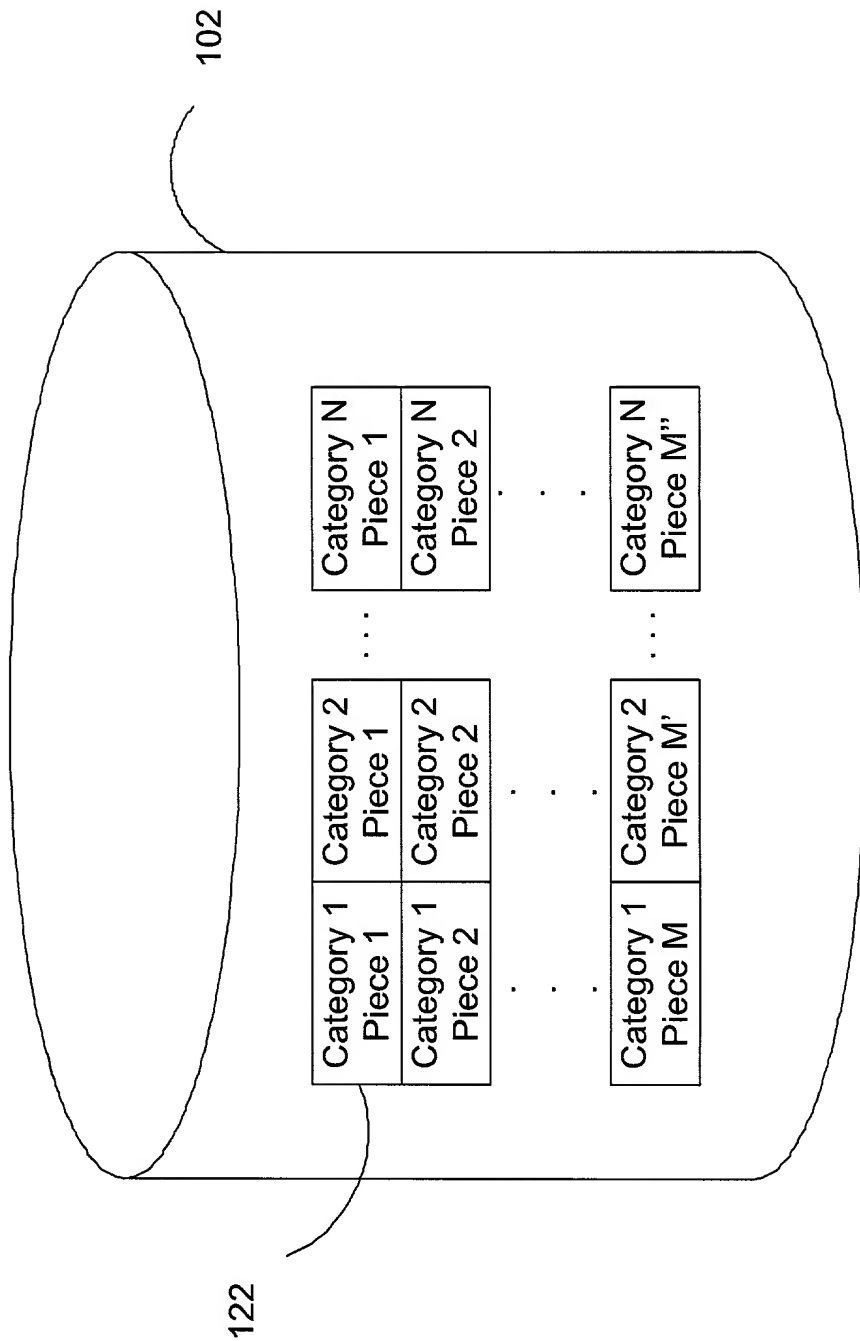 102
Category 1
Piece 1
Category 2
Piece 1
. . .
Category N
Piece 1
Category 1
Piece 2
Category 2
Piece 2
Category N
Piece 2
. . .
. . .
. . .
Category 1
Piece M
Category 2
Piece M'
. . .
Category N
Piece M"
122